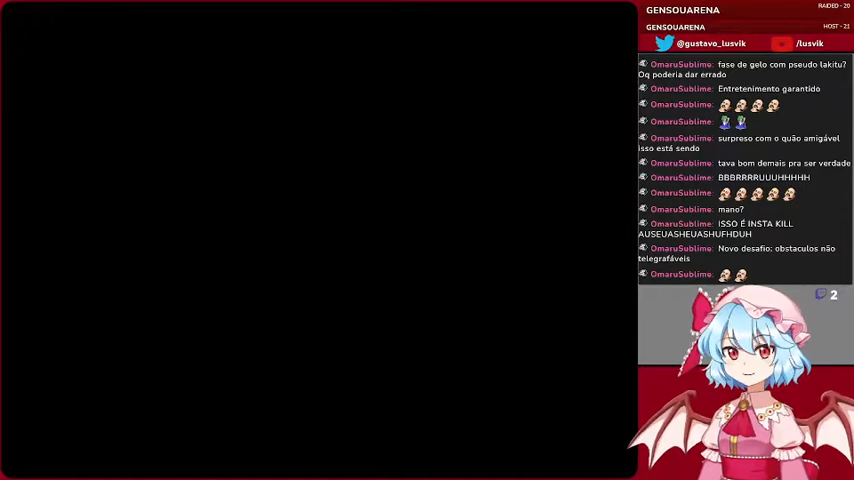 GENSOUARENA
RAIDED - 20
GENSOUARENA
HOST - 21
@gustavo_lusvik
/lusvik
OmaruSublime: fase de gelo com pseudo lakitu?
Oq poderia dar errado
OmaruSublime: Entretenimento garantido
OmaruSublime:
OmaruSublime:
OmaruSublime: surpreso com o quão amigável
isso está sendo
OmaruSublime: tava bom demais pra ser verdade
OmaruSublime: BBBRRRRUUUHHHHH
OmaruSublime:
OmaruSublime: mano?
OmaruSublime: ISSO É INSTA KILL
AUSEUASHEUASHUFHDUH
OmaruSublime: Novo desafio; obstaculos não
telegrafáveis
OmaruSublime:
2